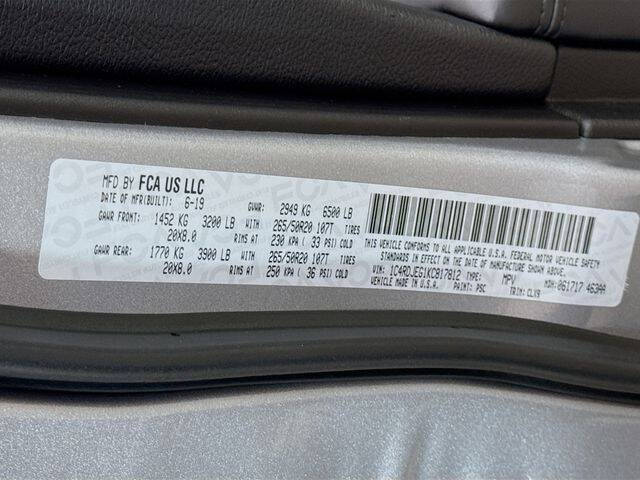 MFD BY FCA US LLC
DATE OF MFR(BUILT): 6-19 GVWR: 2949 KG 6500 LB
GAWR FRONT: 1452 KG 3200 LB WITH 265/50R20 107T TIRES
20X8.0 RIMS AT 230 KPA ( 33 PSI) COLD
GAWR REAR: 1770 KG 3900 LB WITH 265/50R20 107T TIRES
20X8.0 RIMS AT 250 KPA ( 36 PSI) COLD
THIS VEHICLE CONFORMS TO ALL APPLICABLE U.S.A. FEDERAL MOTOR VEHICLE SAFETY
STANDARDS IN EFFECT ON THE DATE OF MANUFACTURE SHOWN ABOVE.
VIN: 1C4RDJEG1KC817812 TYPE: MPV MDH: 061717 463AA
VEHICLE MADE IN U.S.A. PAINT: PSC TRIM: CLX9